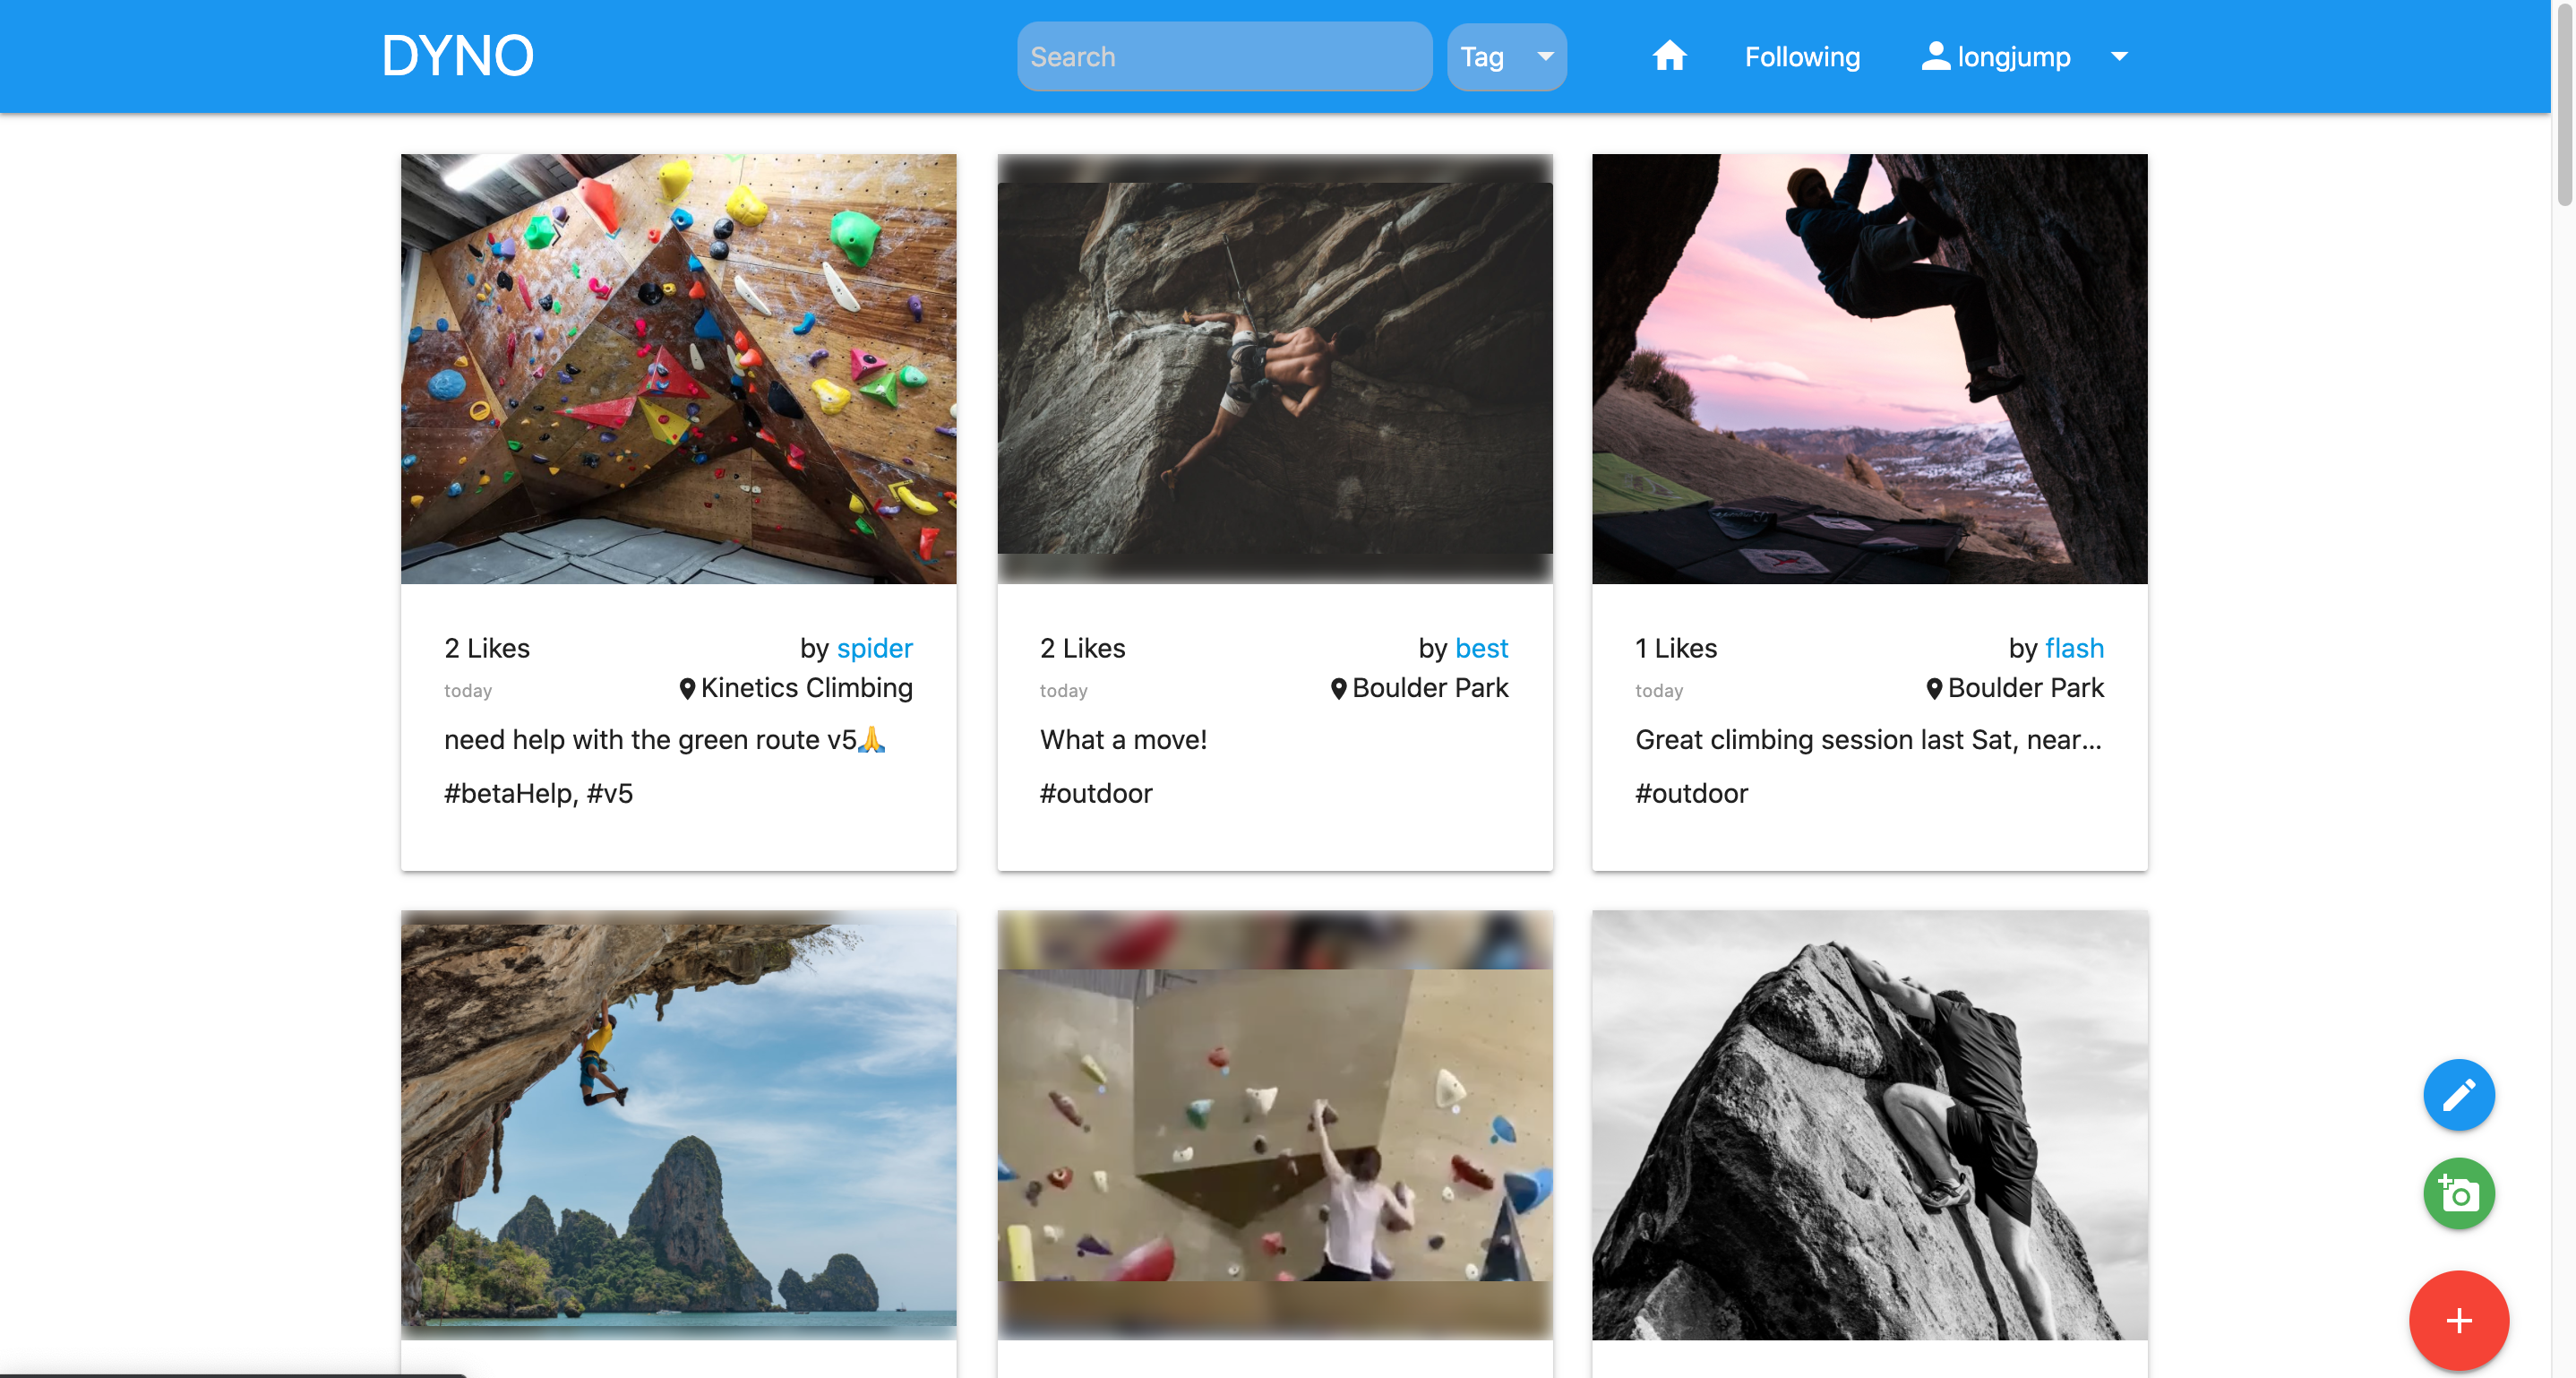 DYNO
Search
Tag
Following
longjump
2 Likes
by spider
today
Kinetics Climbing
need help with the green route v5🙏
#betaHelp, #v5
2 Likes
by best
today
Boulder Park
What a move!
#outdoor
1 Likes
by flash
today
Boulder Park
Great climbing session last Sat, near...
#outdoor